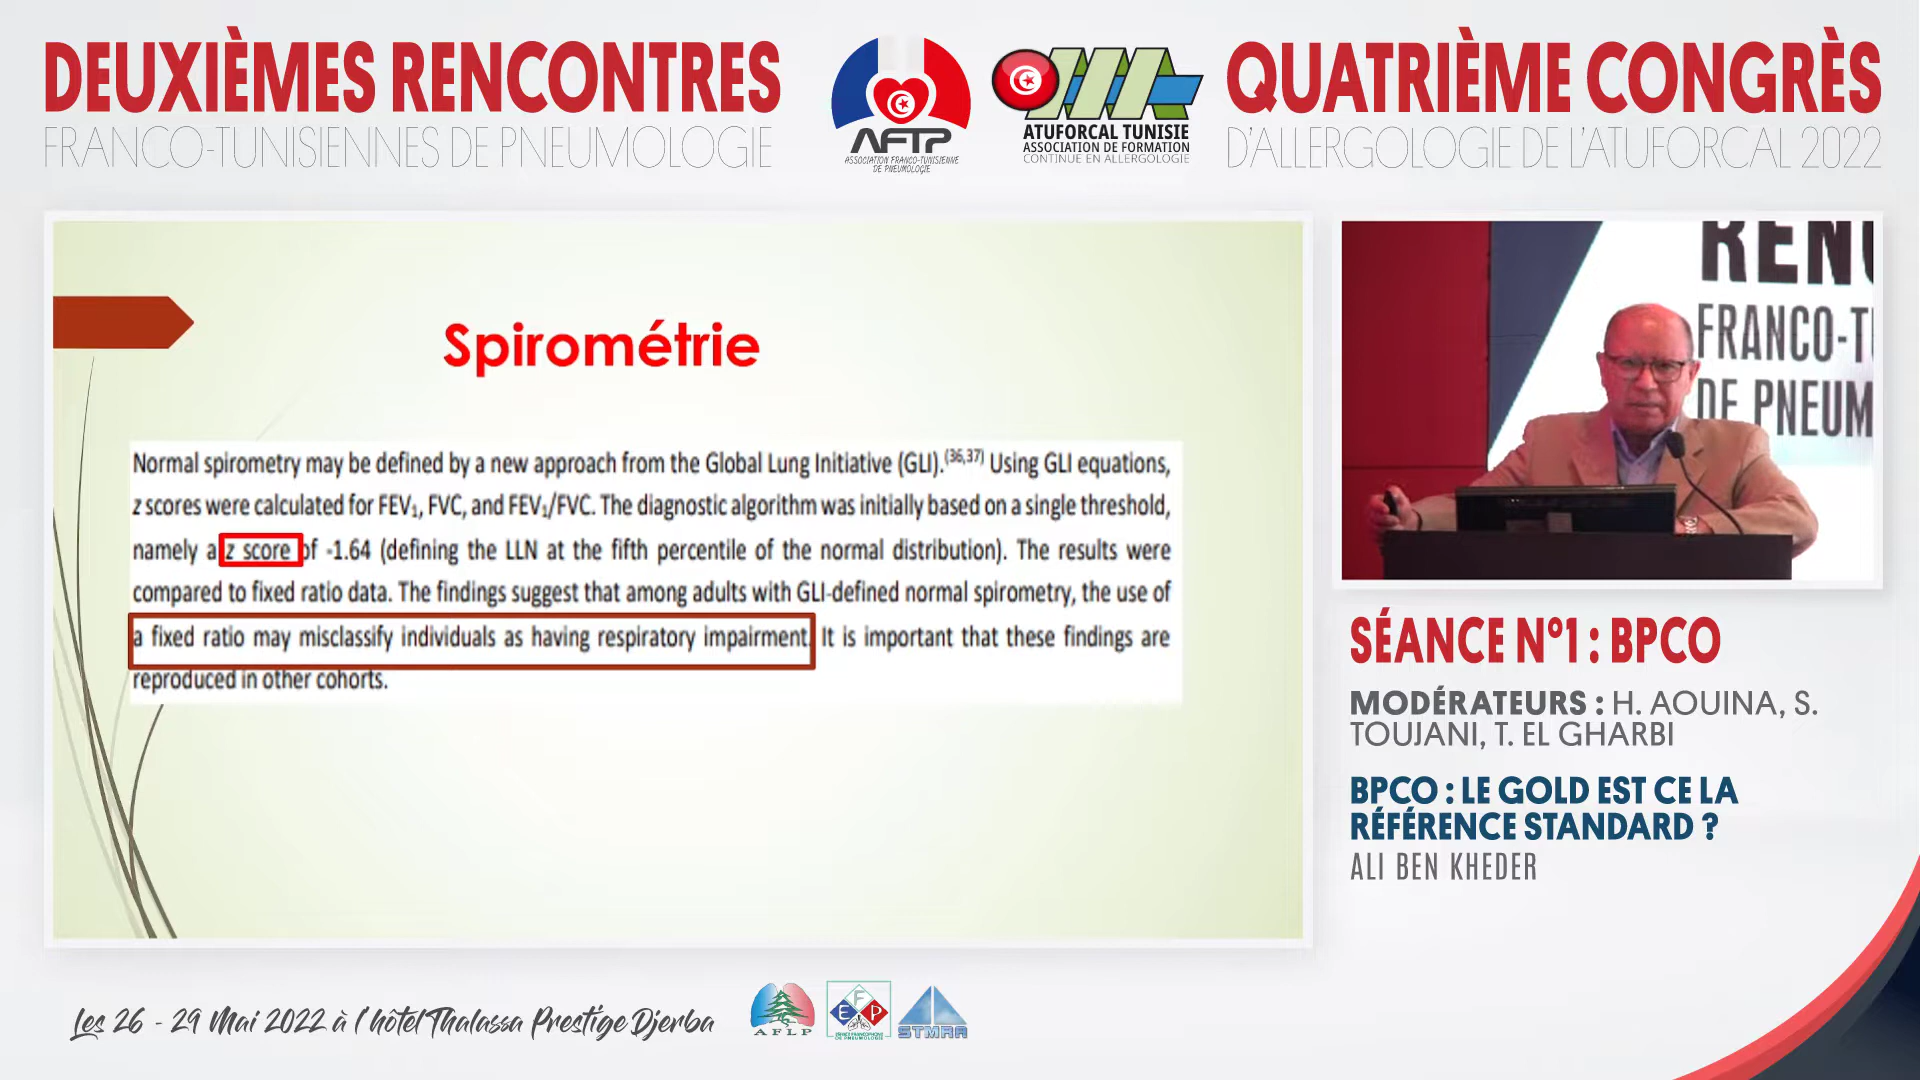 DEUXIÈMES RENCONTRES
FRANCO-TUNISIENNES DE PNEUMOLOGIE
AFTP
ASSOCIATION FRANCO-TUNISIENNE
DE PNEUMOLOGIE
ATUFORCAL TUNISIE
ASSOCIATION DE FORMATION
CONTINUE EN ALLERGOLOGIE
QUATRIÈME CONGRÈS
D'ALLERGOLOGIE DE L'ATUFORCAL 2022
Spirométrie
Normal spirometry may be defined by a new approach from the Global Lung Initiative (GLI).(36,37) Using GLI equations,
z scores were calculated for FEV₁, FVC, and FEV₁/FVC. The diagnostic algorithm was initially based on a single threshold,
namely a z score of -1.64 (defining the LLN at the fifth percentile of the normal distribution). The results were
compared to fixed ratio data. The findings suggest that among adults with GLI-defined normal spirometry, the use of
a fixed ratio may misclassify individuals as having respiratory impairment. It is important that these findings are
reproduced in other cohorts.
REN
FRANCO-T
DE PNEUM
SÉANCE N°1 : BPCO
MODÉRATEURS : H. AOUINA, S.
TOUJANI, T. EL GHARBI
BPCO : LE GOLD EST CE LA
RÉFÉRENCE STANDARD ?
ALI BEN KHEDER
Les 26 - 29 Mai 2022 à l'hôtel Thalassa Prestige Djerba
AFLP
EFP
ESPACE FRANCOPHONE
DE PNEUMOLOGIE
STMRA